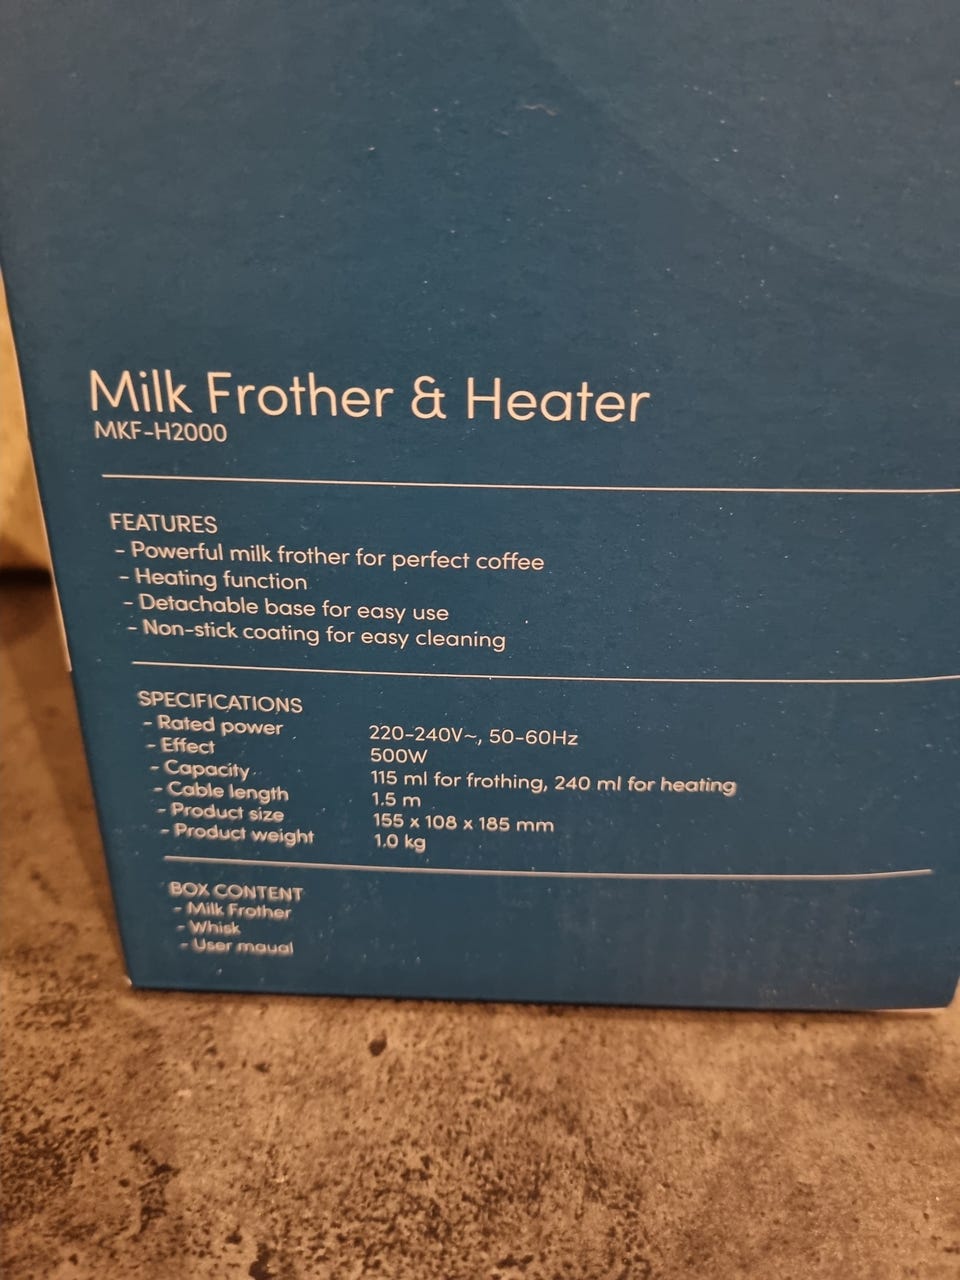 Milk Frother & Heater
MKF-H2000
FEATURES
- Powerful milk frother for perfect coffee
- Heating function
- Detachable base for easy use
- Non-stick coating for easy cleaning
SPECIFICATIONS
- Rated power 220-240V~, 50-60Hz
- Effect 500W
- Capacity 115 ml for frothing, 240 ml for heating
- Cable length 1.5 m
- Product size 155 x 108 x 185 mm
- Product weight 1.0 kg
BOX CONTENT
- Milk Frother
- Whisk
- User maual